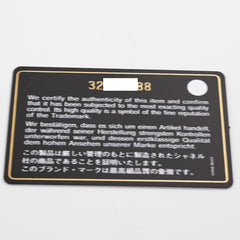 32 88
We certify the authenticity of this item and confirm
that it has been subjected to the most exacting quality
control. Its high quality is a symbol of the fine reputation
of the Trademark.
Wir bestätigen, dass es sich um einen Artikel handelt,
der während seiner Herstellung strengsten Kontrollen
unterworfen war, und dessen erstklassige Qualität
dem hohen Ansehen unserer Marke entspricht.
この製品は厳しい管理のもとに製造されたシャネル
社の商品であることを証明いたします。
このブランド・マークは最高級品質の象徴です。